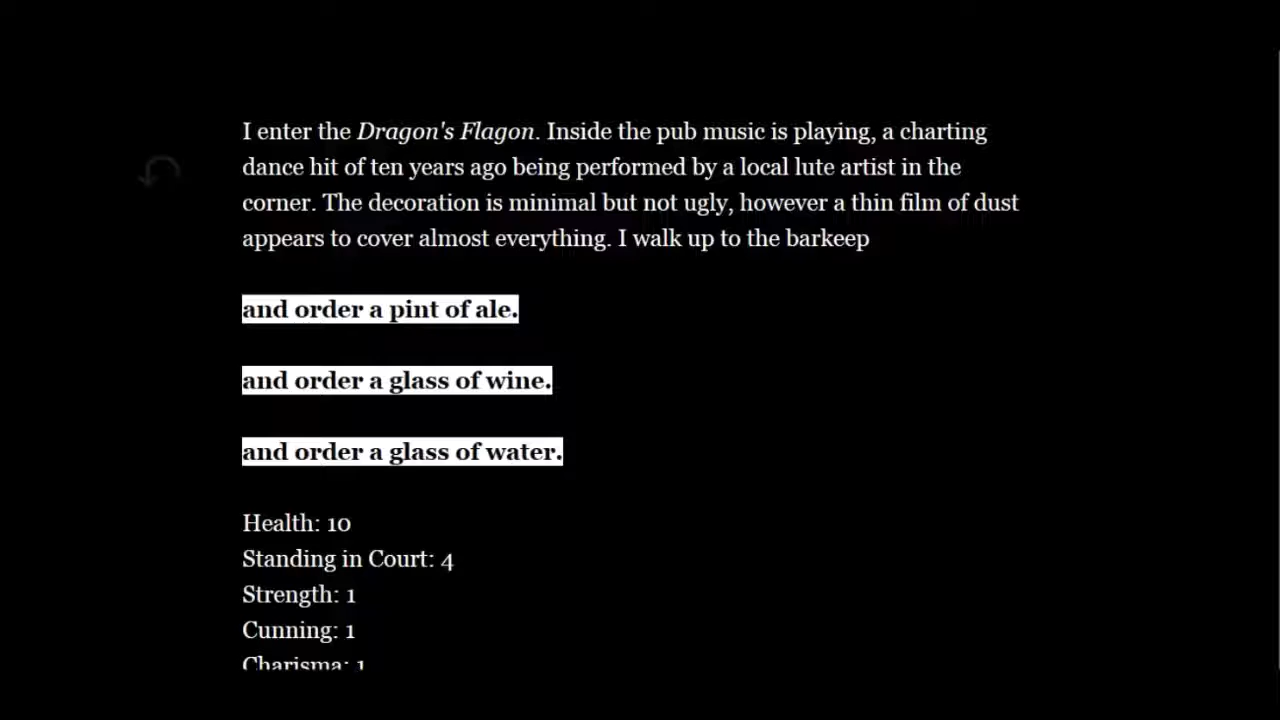 I enter the Dragon's Flagon. Inside the pub music is playing, a charting
dance hit of ten years ago being performed by a local lute artist in the
corner. The decoration is minimal but not ugly, however a thin film of dust
appears to cover almost everything. I walk up to the barkeep
and order a pint of ale.
and order a glass of wine.
and order a glass of water.
Health: 10
Standing in Court: 4
Strength: 1
Cunning: 1
Charisma: 1